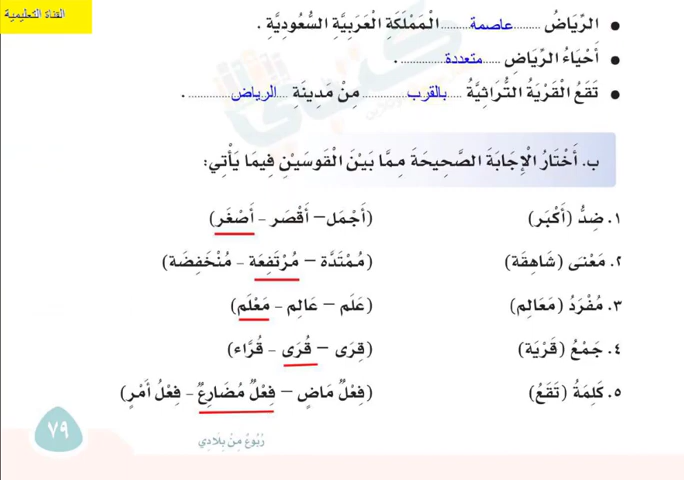 القناة التعليمية
• الرِّيَاضُ ......عاصمة...... الْمَمْلَكَةِ الْعَرَبِيَّةِ السُّعُودِيَّةِ .
• أَحْيَاءُ الرِّيَاضِ ......متعددة...... .
• تَقَعُ الْقَرْيَةُ التُّرَاثِيَّةُ ......بالقرب...... مِنْ مَدِينَةِ ......الرياض...... .
ب. أَخْتَارُ الْإِجَابَةَ الصَّحِيحَةَ مِمَّا بَيْنَ الْقَوْسَيْنِ فِيمَا يَأْتِي:
١. ضِدُّ (أَكْبَر) (أَجْمَل – أَقْصَر - أَصْغَر)
٢. مَعْنَى (شَاهِقَة) (مُمْتَدَّة – مُرْتَفِعَة - مُنْخَفِضَة)
٣. مُفْرَدُ (مَعَالِم) (عَلَم – عَالِم - مَعْلَم)
٤. جَمْعُ (قَرْيَة) (قِرَى – قُرَى - قُرَّاء)
٥. كَلِمَةُ (تَقَعُ) (فِعْلٌ مَاضٍ – فِعْلٌ مُضَارِعٌ - فِعْلُ أَمْرٍ)
٧٩
رُبُوعٌ مِنْ بِلَادِي